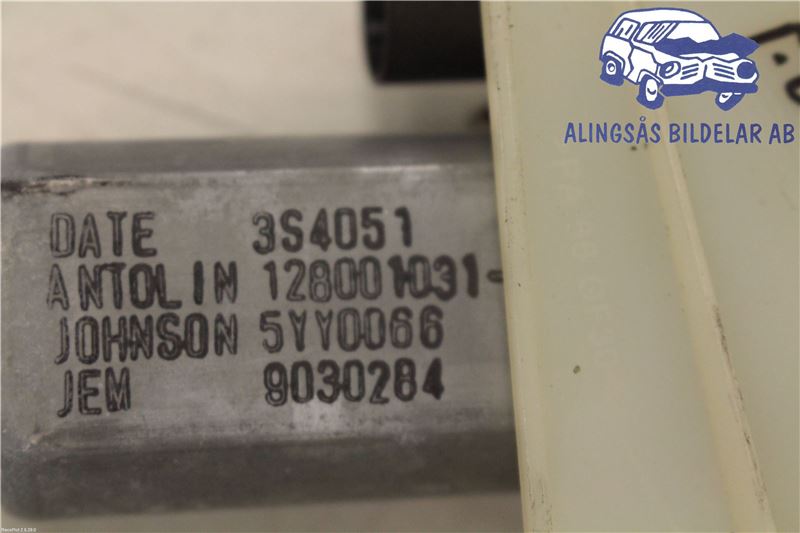 ALINGSÅS BILDELAR AB
DATE 3S4051
ANTOLIN 128001031-
JOHNSON 5YY0066
JEM 9030284